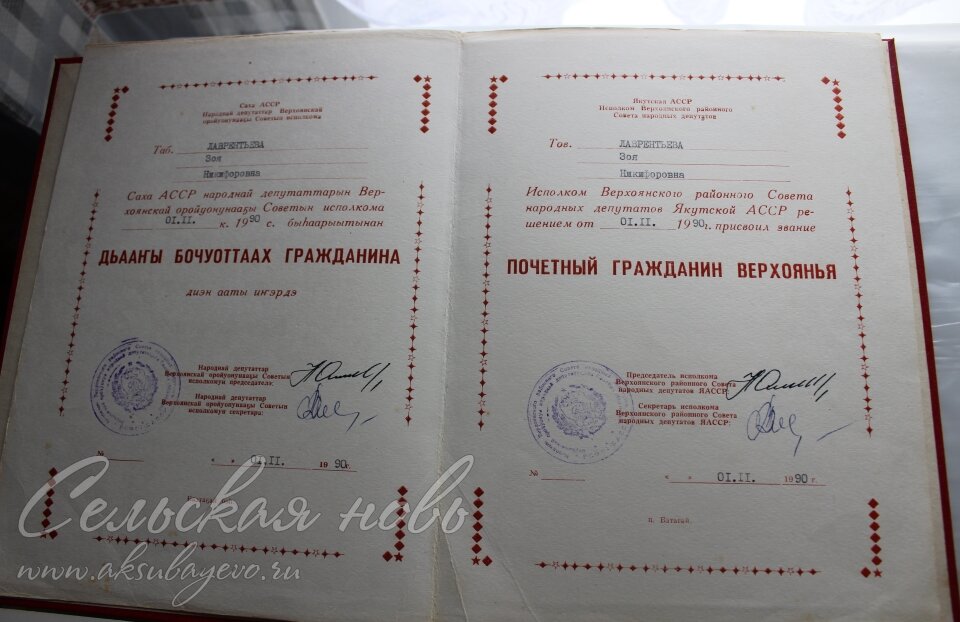 Саха АССР
Народнай депутаттар Верхоянскай
оройуонунааҕы Советын исполкома
Таб. ЛАВРЕНТЬЕВА
Зоя
Никифоровна
Саха АССР народнай депутаттарын Вер-
хоянскай оройуонунааҕы Советын исполкома
01.II. к. 1990 с. быһаарыытынан
ДЬААҤЫ БОЧУОТТААХ ГРАЖДАНИНА
диэн ааты иҥэрдэ
Народнай депутаттар
Верхоянскай оройуонунааҕы Советын
исполкомун председателэ:
Народнай депутаттар
Верхоянскай оройуонунааҕы Советын
исполкомун секретара:
№ « » 01.II. 1990г.
Якутская АССР
Исполком Верхоянского районного
Совета народных депутатов
Тов. ЛАВРЕНТЬЕВА
Зоя
Никифоровна
Исполком Верхоянского районного Совета
народных депутатов Якутской АССР ре-
шением от 01.II. 1990г. присвоил звание
ПОЧЕТНЫЙ ГРАЖДАНИН ВЕРХОЯНЬЯ
Председатель исполкома
Верхоянского районного Совета
народных депутатов ЯАССР:
Секретарь исполкома
Верхоянского районного Совета
народных депутатов ЯАССР:
№ « » 01.II. 1990 г.
п. Батагай
Сельская новь
www.aksubayevo.ru